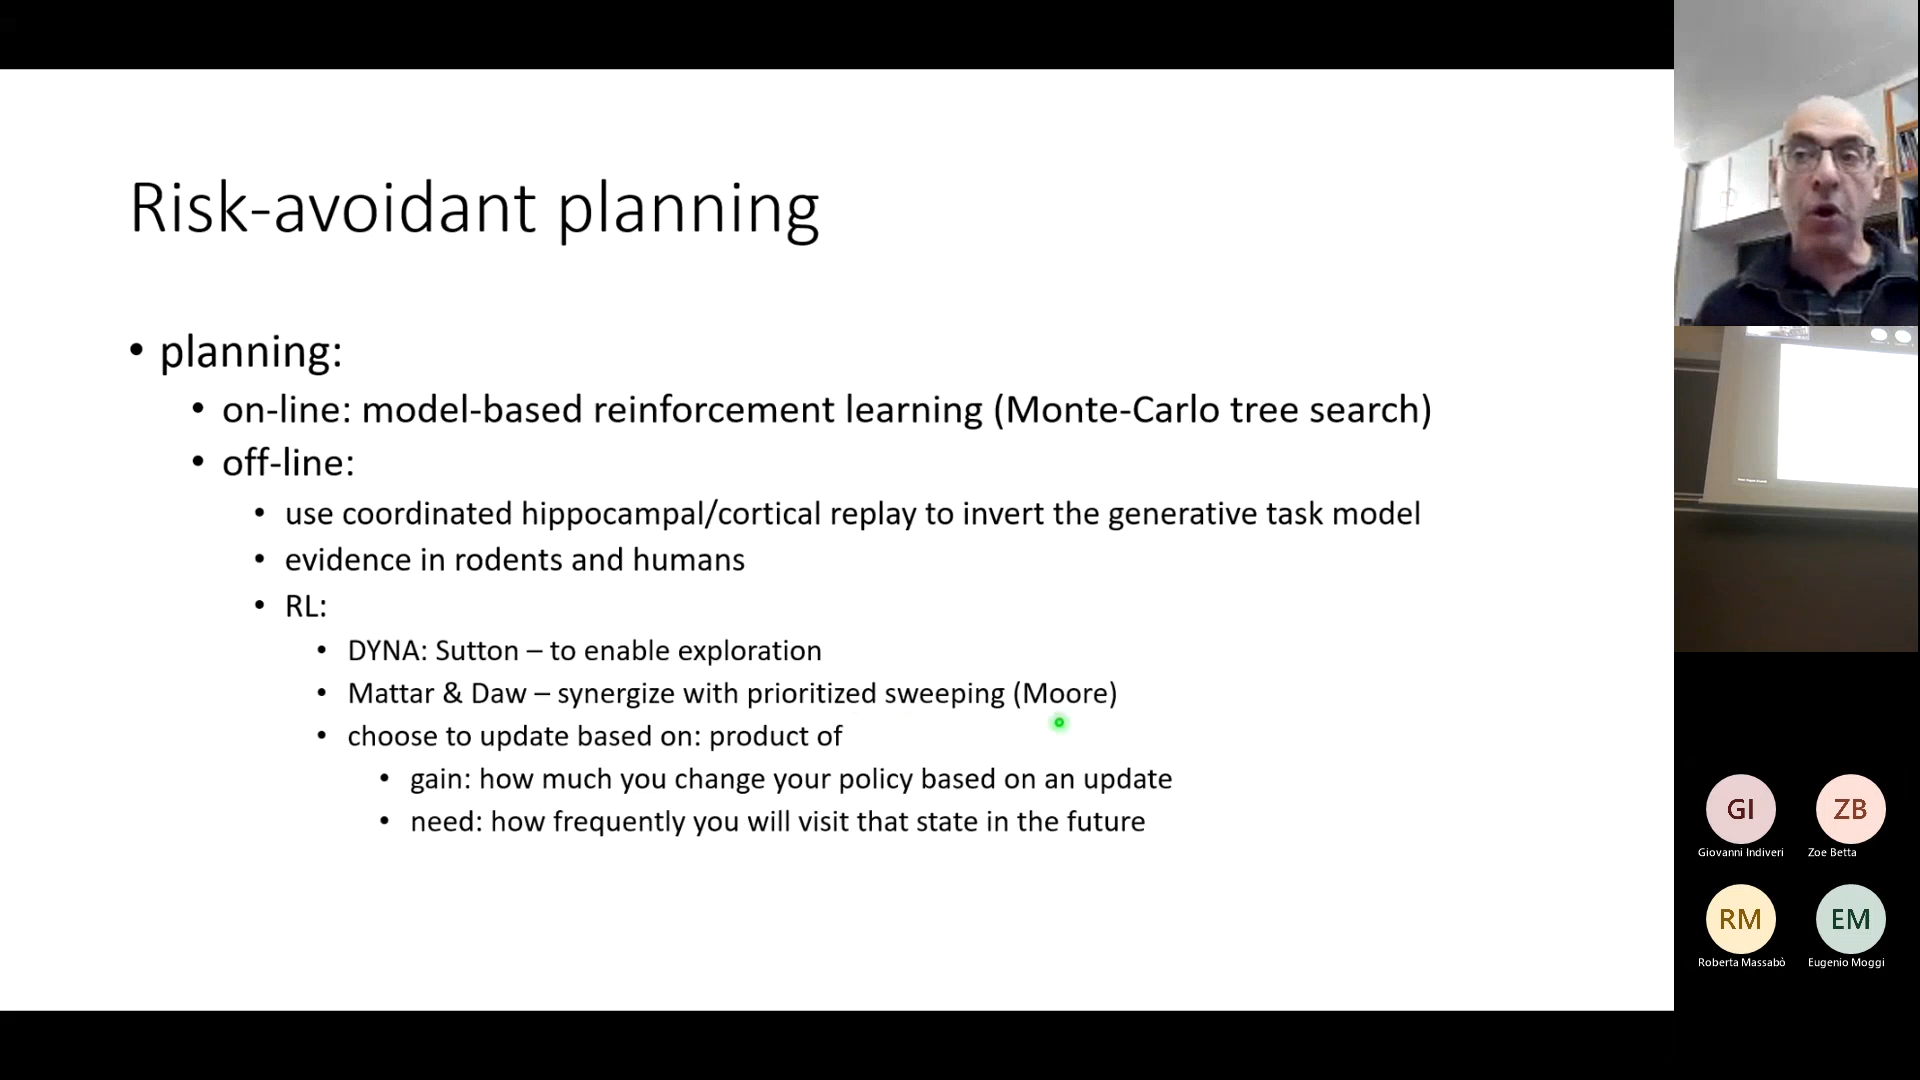 Risk-avoidant planning
• planning:
• on-line: model-based reinforcement learning (Monte-Carlo tree search)
• off-line:
• use coordinated hippocampal/cortical replay to invert the generative task model
• evidence in rodents and humans
• RL:
• DYNA: Sutton – to enable exploration
• Mattar & Daw – synergize with prioritized sweeping (Moore)
• choose to update based on: product of
• gain: how much you change your policy based on an update
• need: how frequently you will visit that state in the future
GI
Giovanni Indiveri
ZB
Zoe Betta
RM
Roberta Massabò
EM
Eugenio Moggi